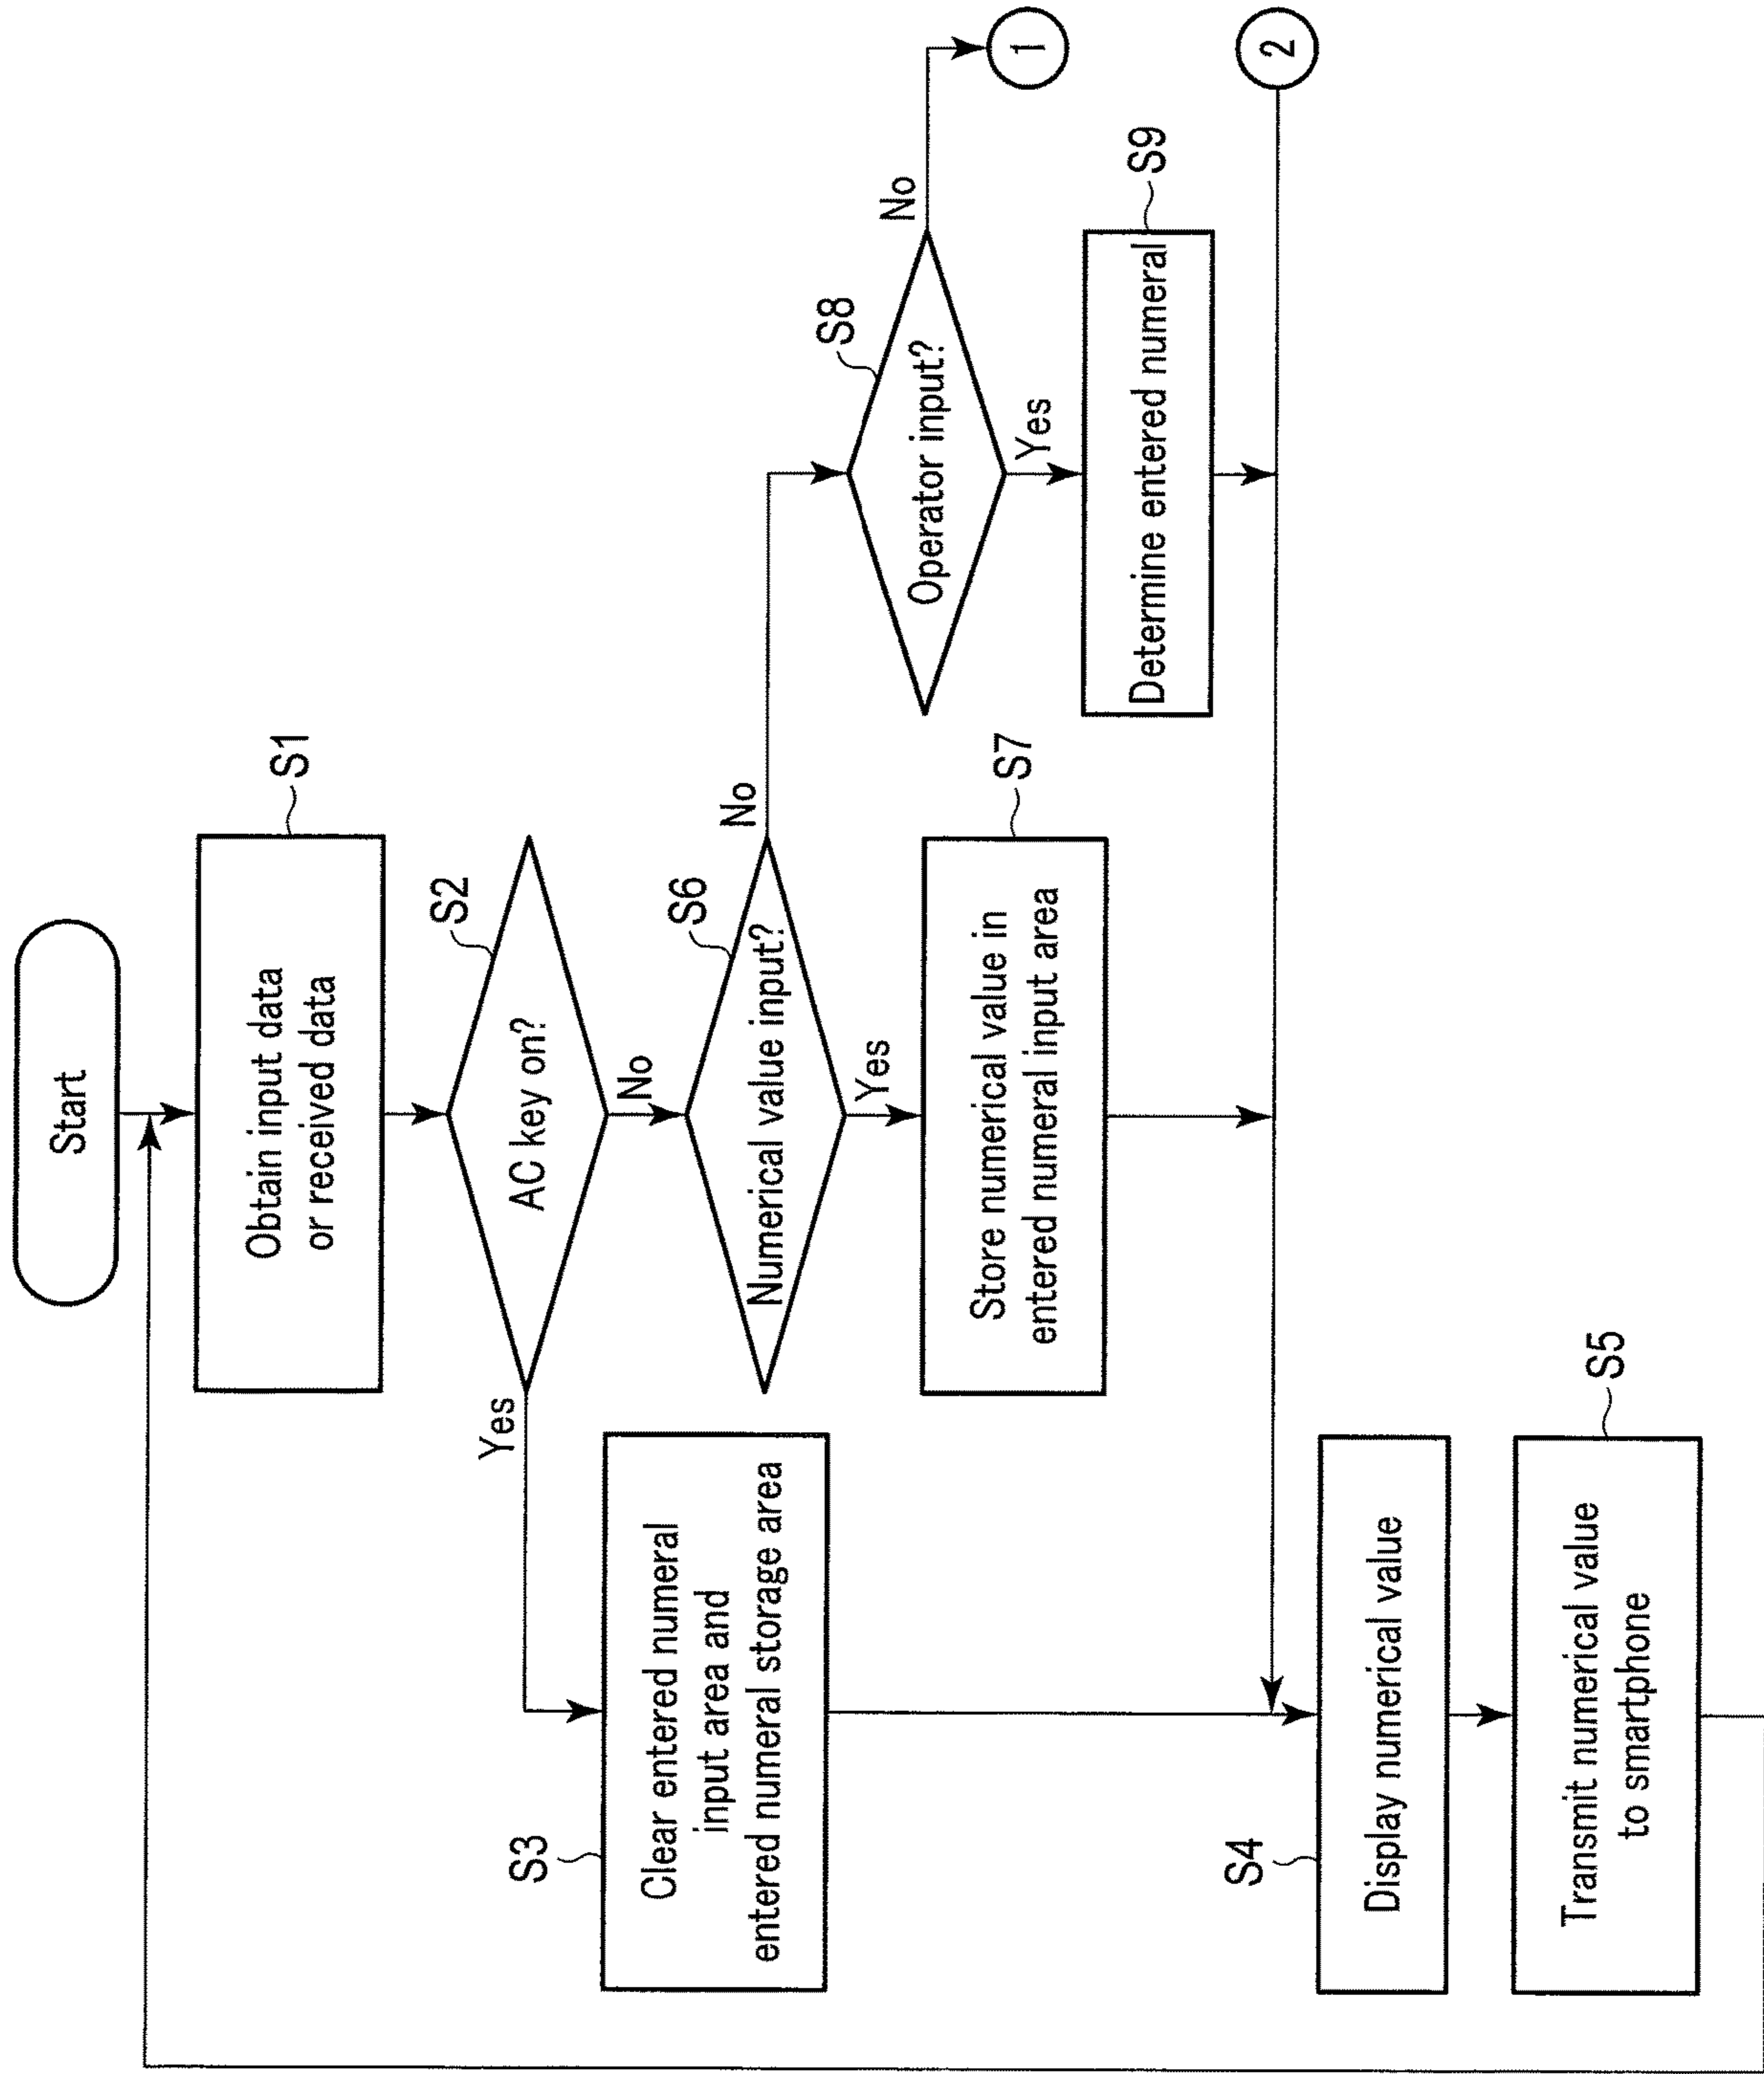 Start
Obtain input data
or received data
S1
AC key on?
S2
Yes
No
Clear entered numeral
input area and
entered numeral storage area
S3
Numerical value input?
S6
No
Yes
Store numerical value in
entered numeral input area
S7
Operator input?
S8
No
Yes
1
Determine entered numeral
S9
2
Display numerical value
S4
Transmit numerical value
to smartphone
S5